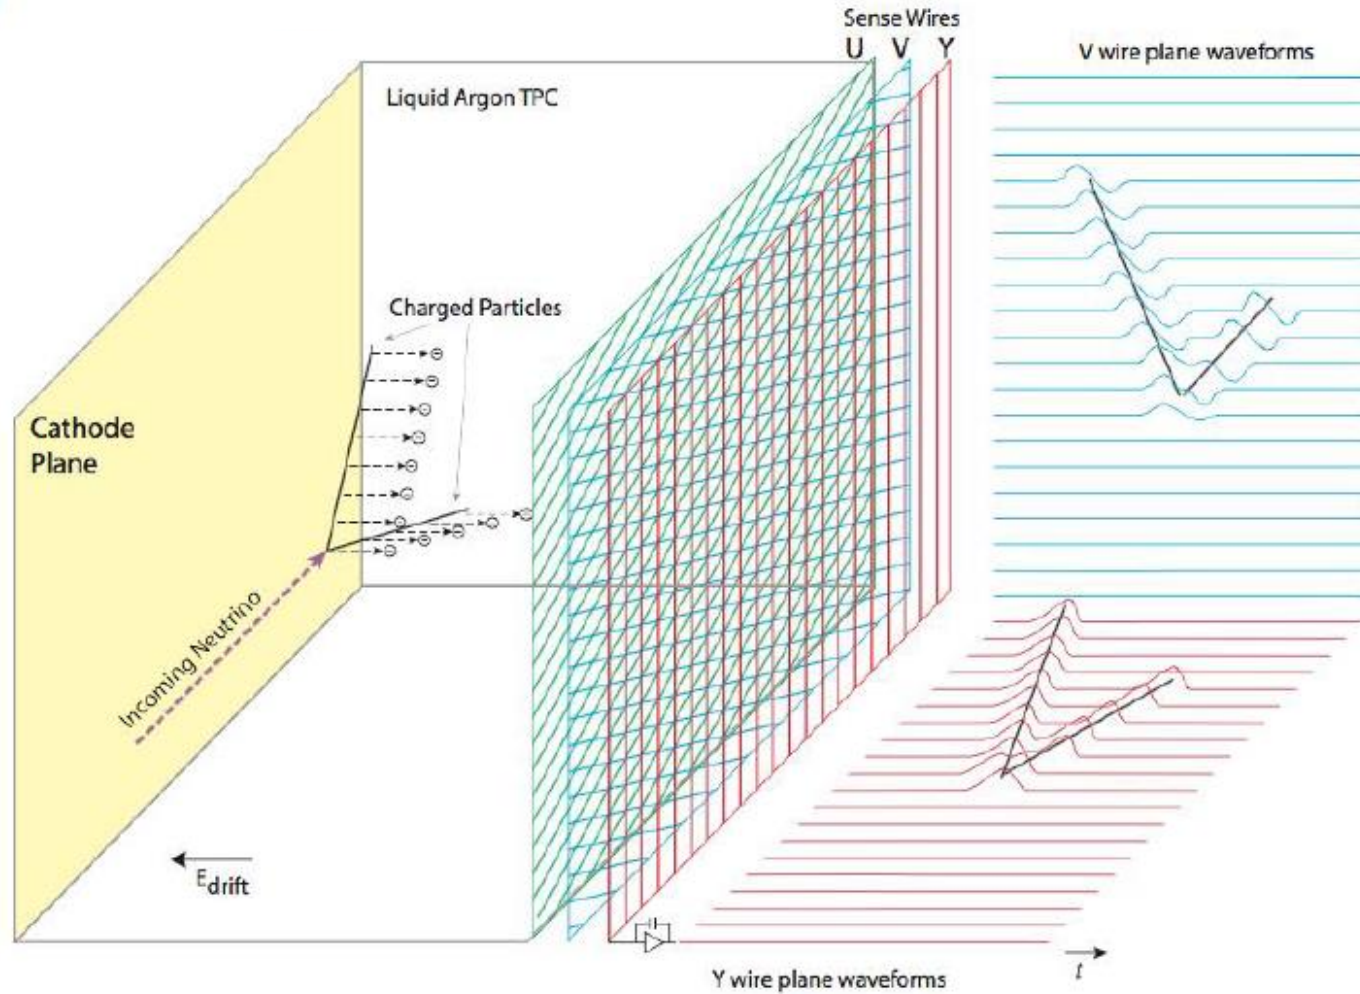 Sense Wires
U V Y
V wire plane waveforms
Liquid Argon TPC
Charged Particles
Cathode
Plane
Incoming Neutrino
Edrift
t
Y wire plane waveforms